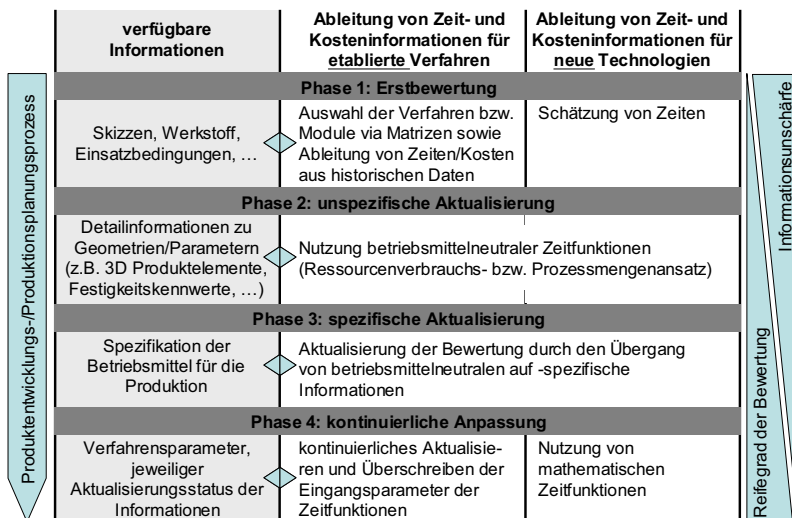 verfügbare
Informationen
Ableitung von Zeit- und
Kosteninformationen für
etablierte Verfahren
Ableitung von Zeit- und
Kosteninformationen für
neue Technologien
Phase 1: Erstbewertung
Skizzen, Werkstoff,
Einsatzbedingungen, …
Auswahl der Verfahren bzw.
Module via Matrizen sowie
Ableitung von Zeiten/Kosten
aus historischen Daten
Schätzung von Zeiten
Phase 2: unspezifische Aktualisierung
Detailinformationen zu
Geometrien/Parametern
(z.B. 3D Produktelemente,
Festigkeitskennwerte, …)
Nutzung betriebsmittelneutraler Zeitfunktionen
(Ressourcenverbrauchs- bzw. Prozessmengenansatz)
Phase 3: spezifische Aktualisierung
Spezifikation der
Betriebsmittel für die
Produktion
Aktualisierung der Bewertung durch den Übergang
von betriebsmittelneutralen auf -spezifische
Informationen
Phase 4: kontinuierliche Anpassung
Verfahrensparameter,
jeweiliger
Aktualisierungsstatus der
Informationen
kontinuierliches Aktualisie-
ren und Überschreiben der
Eingangsparameter der
Zeitfunktionen
Nutzung von
mathematischen
Zeitfunktionen
Produktentwicklungs-/Produktionsplanungsprozess
Informationsunschärfe
Reifegrad der Bewertung